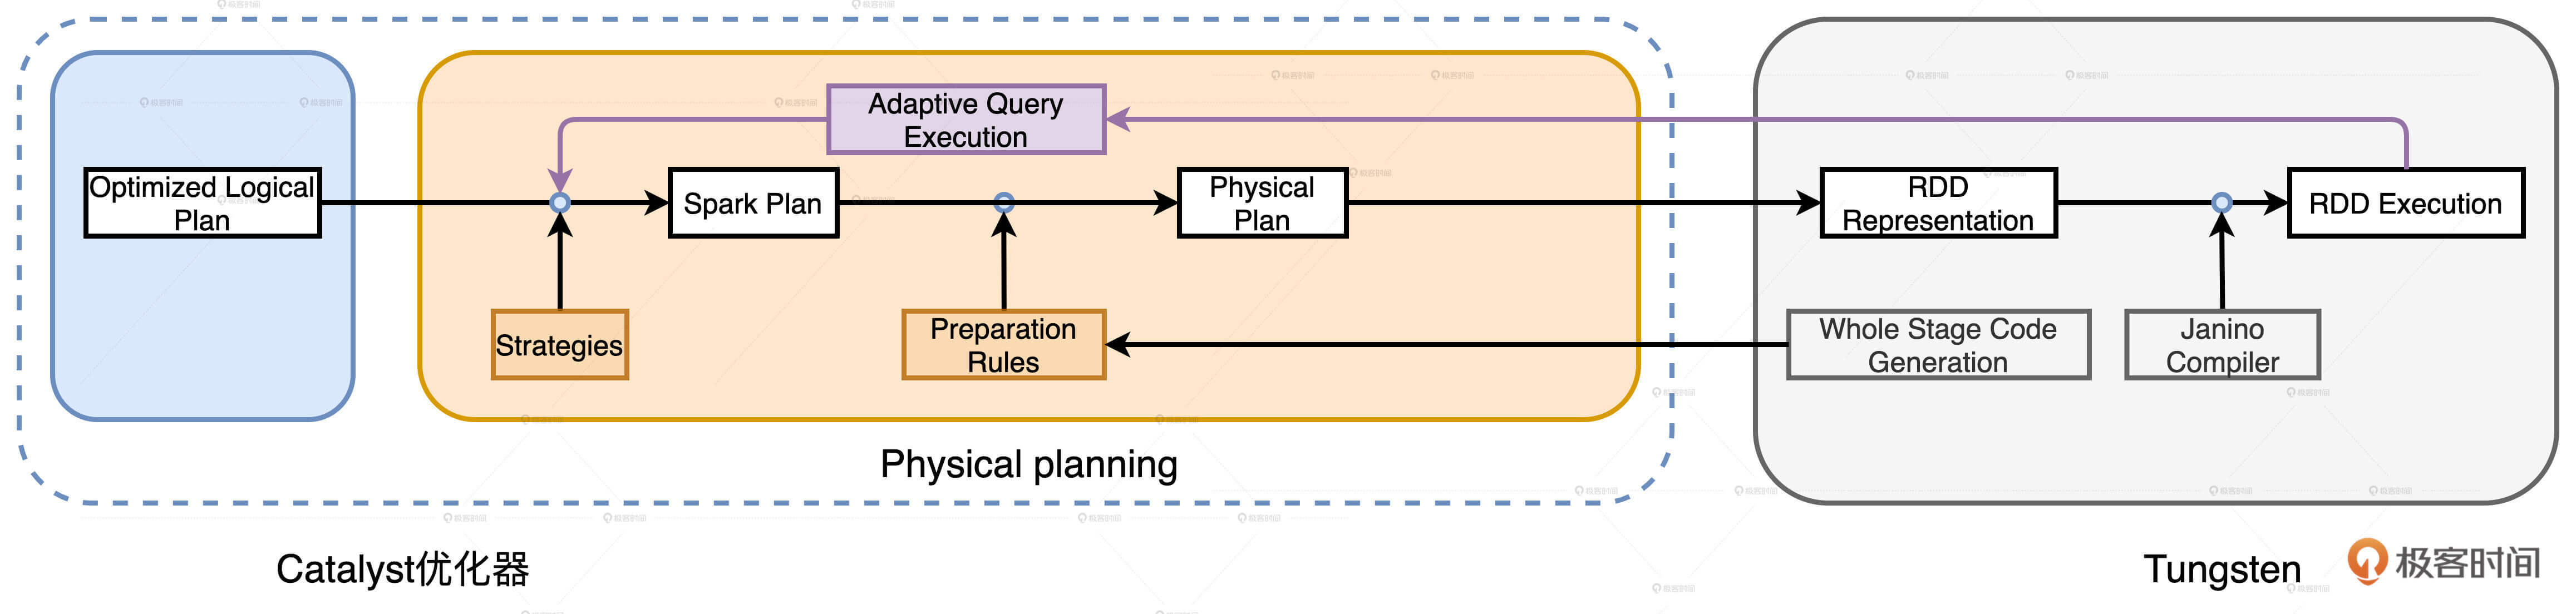 Adaptive Query
Execution
Optimized Logical
Plan
Spark Plan
Physical
Plan
RDD
Representation
RDD Execution
Strategies
Preparation
Rules
Whole Stage Code
Generation
Janino
Compiler
Physical planning
Catalyst优化器
Tungsten
极客时间